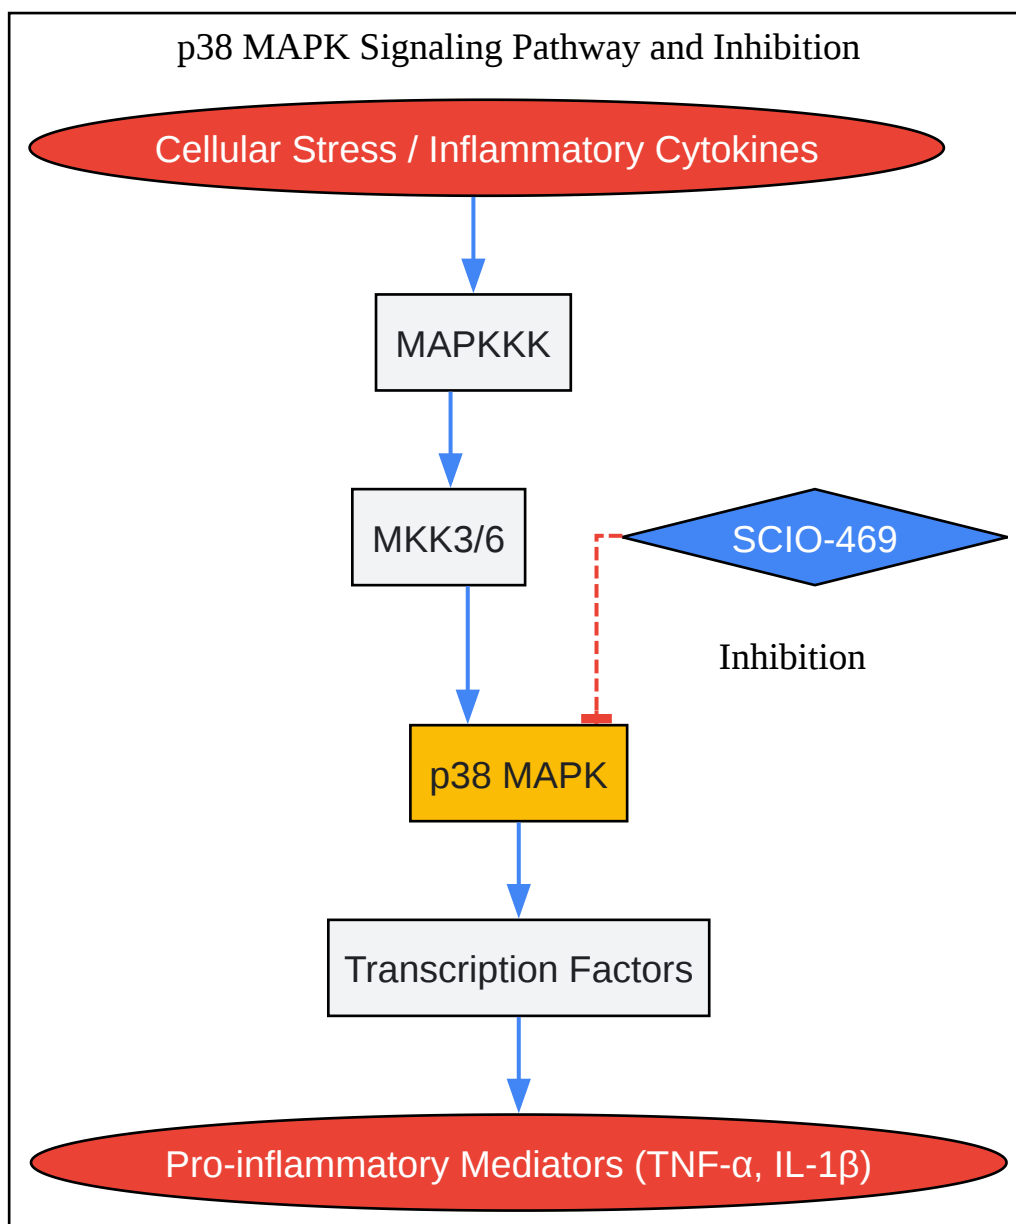 p38 MAPK Signaling Pathway and Inhibition
Cellular Stress / Inflammatory Cytokines
MAPKKK
MKK3/6
SCIO-469
Inhibition
p38 MAPK
Transcription Factors
Pro-inflammatory Mediators (TNF-α, IL-1β)